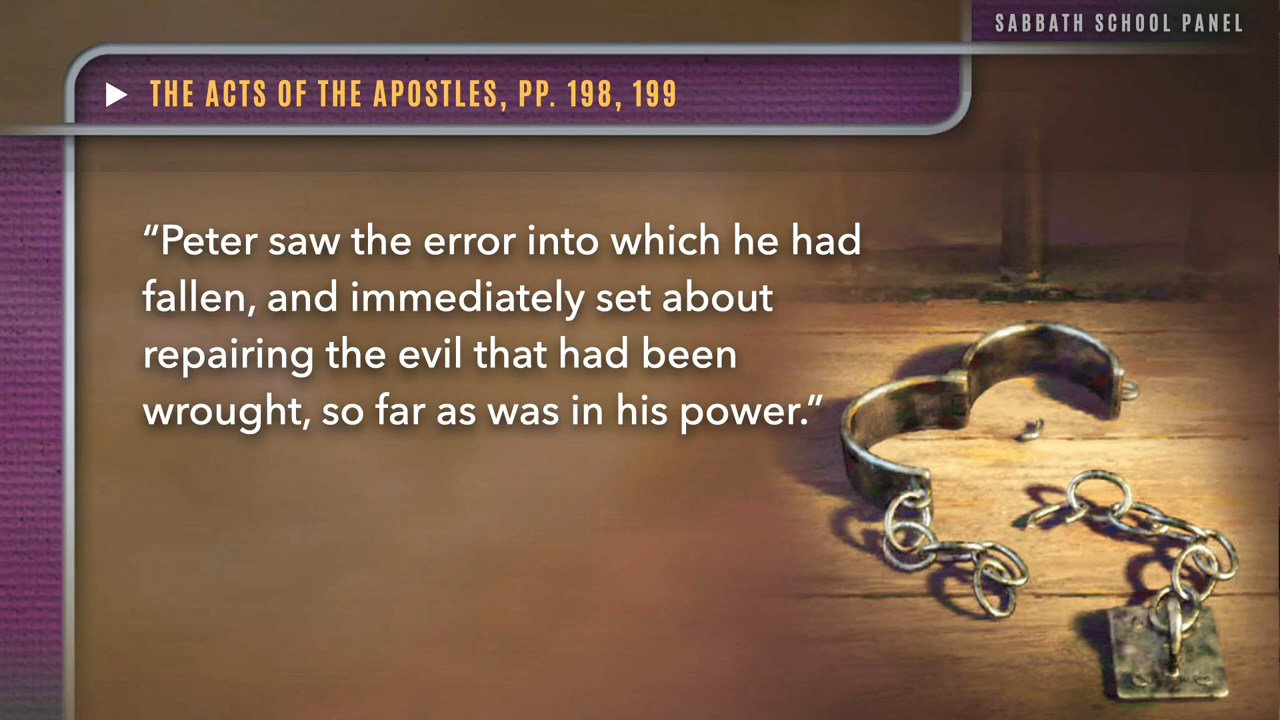 SABBATH SCHOOL PANEL
THE ACTS OF THE APOSTLES, PP. 198, 199
“Peter saw the error into which he had
fallen, and immediately set about
repairing the evil that had been
wrought, so far as was in his power.”